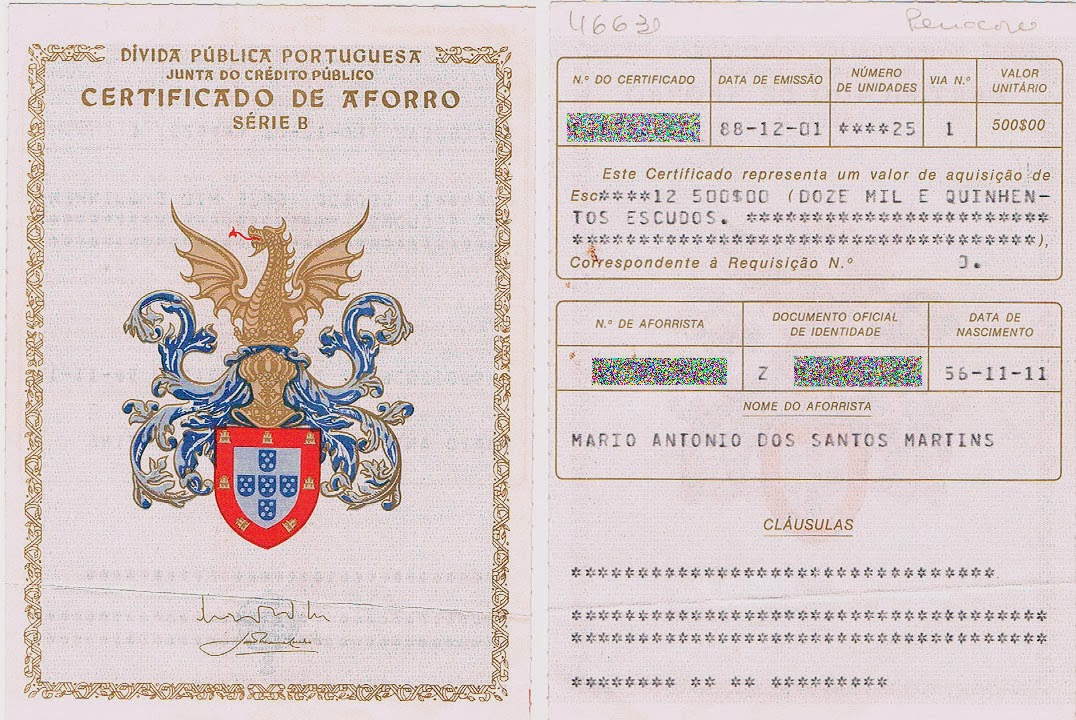 DÍVIDA PÚBLICA PORTUGUESA
JUNTA DO CRÉDITO PÚBLICO
CERTIFICADO DE AFORRO
SÉRIE B
N.º DO CERTIFICADO
DATA DE EMISSÃO
NÚMERO
DE UNIDADES
VIA N.º
VALOR
UNITÁRIO
88-12-01
****25
1
500$00
Este Certificado representa um valor de aquisição de
Esc****12 500$00 (DOZE MIL E QUINHEN-
TOS ESCUDOS. ************************
*************************************),
Correspondente à Requisição N.º
N.º DE AFORRISTA
DOCUMENTO OFICIAL
DE IDENTIDADE
DATA DE
NASCIMENTO
Z
56-11-11
NOME DO AFORRISTA
MARIO ANTONIO DOS SANTOS MARTINS
CLÁUSULAS
********************************
************************************
************************************
******** ** ** *********